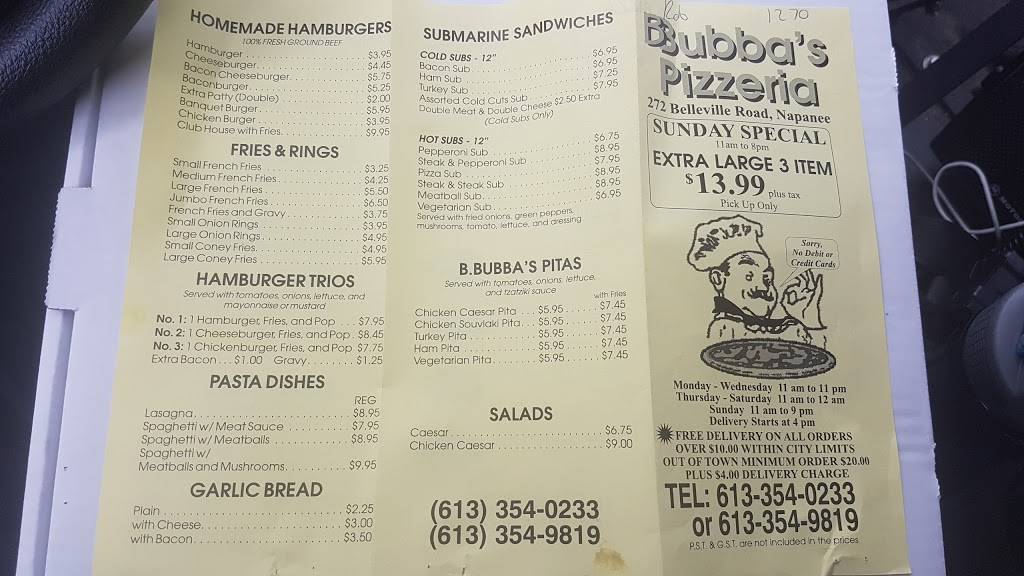 HOMEMADE HAMBURGERS
100% FRESH GROUND BEEF
Hamburger $3.95
Cheeseburger $4.45
Bacon Cheeseburger $5.75
Baconburger $5.25
Extra Patty (Double) $2.00
Banquet Burger $5.95
Chicken Burger $3.95
Club House with Fries $9.95
FRIES & RINGS
Small French Fries $3.25
Medium French Fries $4.25
Large French Fries $5.50
Jumbo French Fries $6.50
French Fries and Gravy $3.75
Small Onion Rings $3.95
Large Onion Rings $4.95
Small Coney Fries $4.95
Large Coney Fries $5.95
HAMBURGER TRIOS
Served with tomatoes, onions, lettuce, and
mayonnaise or mustard
No. 1: 1 Hamburger, Fries, and Pop $7.95
No. 2: 1 Cheeseburger, Fries, and Pop $8.45
No. 3: 1 Chickenburger, Fries, and Pop $7.75
Extra Bacon $1.00 Gravy $1.25
PASTA DISHES
REG
Lasagna $8.95
Spaghetti w/ Meat Sauce $7.95
Spaghetti w/ Meatballs $8.95
Spaghetti w/
Meatballs and Mushrooms $9.95
GARLIC BREAD
Plain $2.25
with Cheese $3.00
with Bacon $3.50
SUBMARINE SANDWICHES
COLD SUBS - 12"
Bacon Sub $6.95
Ham Sub $6.95
Turkey Sub $7.25
Assorted Cold Cuts Sub $7.95
Double Meat & Double Cheese $2.50 Extra
(Cold Subs Only)
HOT SUBS - 12"
Pepperoni Sub $6.75
Steak & Pepperoni Sub $8.95
Pizza Sub $7.95
Steak & Steak Sub $8.95
Meatball Sub $8.95
Vegetarian Sub $6.95
Served with fried onions, green peppers,
mushrooms, tomato, lettuce, and dressing
B.BUBBA'S PITAS
Served with tomatoes, onions, lettuce,
and tzatziki sauce
with Fries
Chicken Caesar Pita $5.95 $7.45
Chicken Souvlaki Pita $5.95 $7.45
Turkey Pita $5.95 $7.45
Ham Pita $5.95 $7.45
Vegetarian Pita $5.95 $7.45
SALADS
Caesar $6.75
Chicken Caesar $9.00
(613) 354-0233
(613) 354-9819
Rob 1270
BBubba's
Pizzeria
272 Belleville Road, Napanee
SUNDAY SPECIAL
11am to 8pm
EXTRA LARGE 3 ITEM
$13.99 plus tax
Pick Up Only
Sorry,
No Debit or
Credit Cards
Monday - Wednesday 11 am to 11 pm
Thursday - Saturday 11 am to 12 am
Sunday 11 am to 9 pm
Delivery Starts at 4 pm
FREE DELIVERY ON ALL ORDERS
OVER $10.00 WITHIN CITY LIMITS
OUT OF TOWN MINIMUM ORDER $20.00
PLUS $4.00 DELIVERY CHARGE
TEL: 613-354-0233
or 613-354-9819
P.S.T. & G.S.T. are not included in the prices